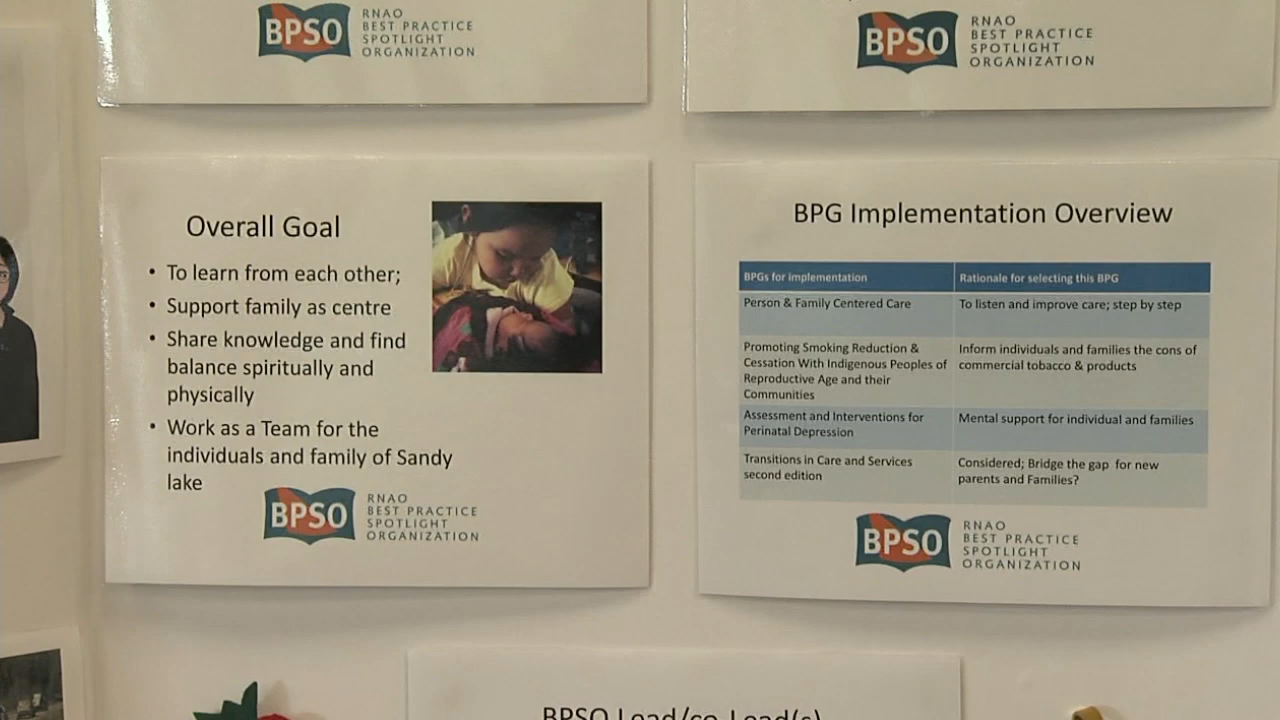 BPSO
RNAO
BEST PRACTICE
SPOTLIGHT
ORGANIZATION
BPSO
RNAO
BEST PRACTICE
SPOTLIGHT
ORGANIZATION
Overall Goal
• To learn from each other;
• Support family as centre
• Share knowledge and find
balance spiritually and
physically
• Work as a Team for the
individuals and family of Sandy
lake
BPSO
RNAO
BEST PRACTICE
SPOTLIGHT
ORGANIZATION
BPG Implementation Overview
BPGs for implementation
Rationale for selecting this BPG
Person & Family Centered Care
To listen and improve care; step by step
Promoting Smoking Reduction &
Cessation With Indigenous Peoples of
Reproductive Age and their
Communities
Inform individuals and families the cons of
commercial tobacco & products
Assessment and Interventions for
Perinatal Depression
Mental support for individual and families
Transitions in Care and Services
second edition
Considered; Bridge the gap for new
parents and Families?
BPSO
RNAO
BEST PRACTICE
SPOTLIGHT
ORGANIZATION
BPSO Lead/co-Lead(s)